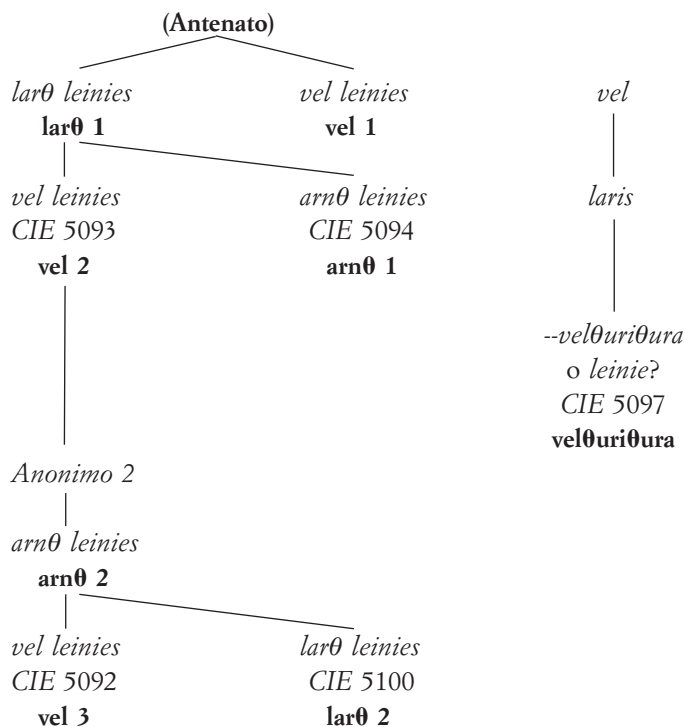 (Antenato)
larθ leinies
larθ 1
vel leinies
vel 1
vel
vel leinies
CIE 5093
vel 2
arnθ leinies
CIE 5094
arnθ 1
laris
--velθuriθura
o leinie?
CIE 5097
velθuriθura
Anonimo 2
arnθ leinies
arnθ 2
vel leinies
CIE 5092
vel 3
larθ leinies
CIE 5100
larθ 2